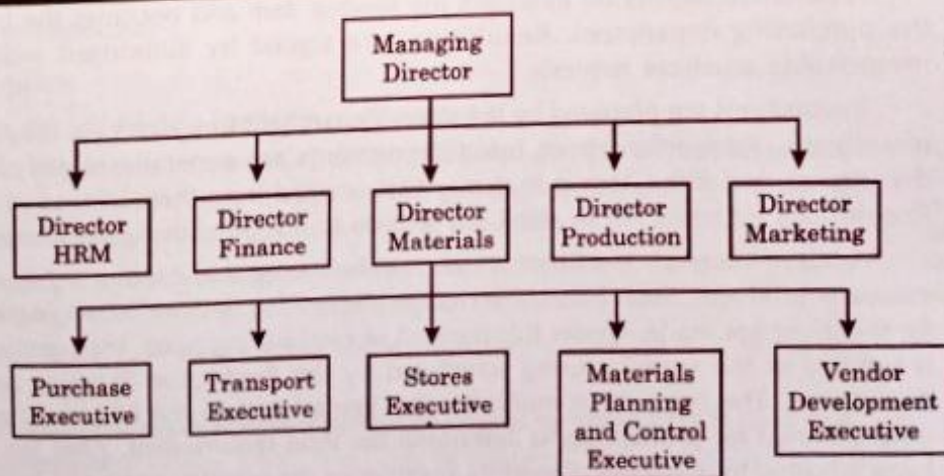 Managing
Director
Director
HRM
Director
Finance
Director
Materials
Director
Production
Director
Marketing
Purchase
Executive
Transport
Executive
Stores
Executive
Materials
Planning
and Control
Executive
Vendor
Development
Executive